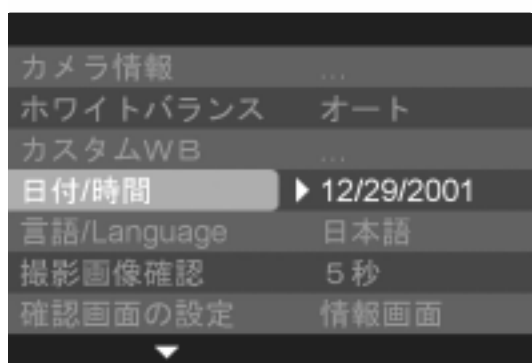 カメラ情報 ...
ホワイトバランス オート
カスタムWB ...
日付/時間 12/29/2001
言語/Language 日本語
撮影画像確認 5秒
確認画面の設定 情報画面